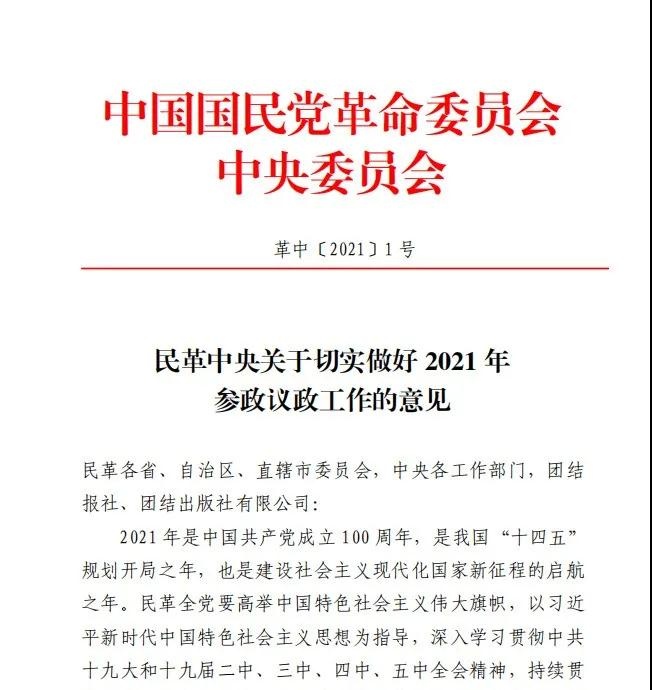 中国国民党革命委员会
中央委员会
革中〔2021〕1 号
民革中央关于切实做好 2021 年
参政议政工作的意见
民革各省、自治区、直辖市委员会，中央各工作部门，团结
报社、团结出版社有限公司：
2021 年是中国共产党成立 100 周年，是我国“十四五”
规划开局之年，也是建设社会主义现代化国家新征程的启航
之年。民革全党要高举中国特色社会主义伟大旗帜，以习近
平新时代中国特色社会主义思想为指导，深入学习贯彻中共
十九大和十九届二中、三中、四中、五中全会精神，持续贯